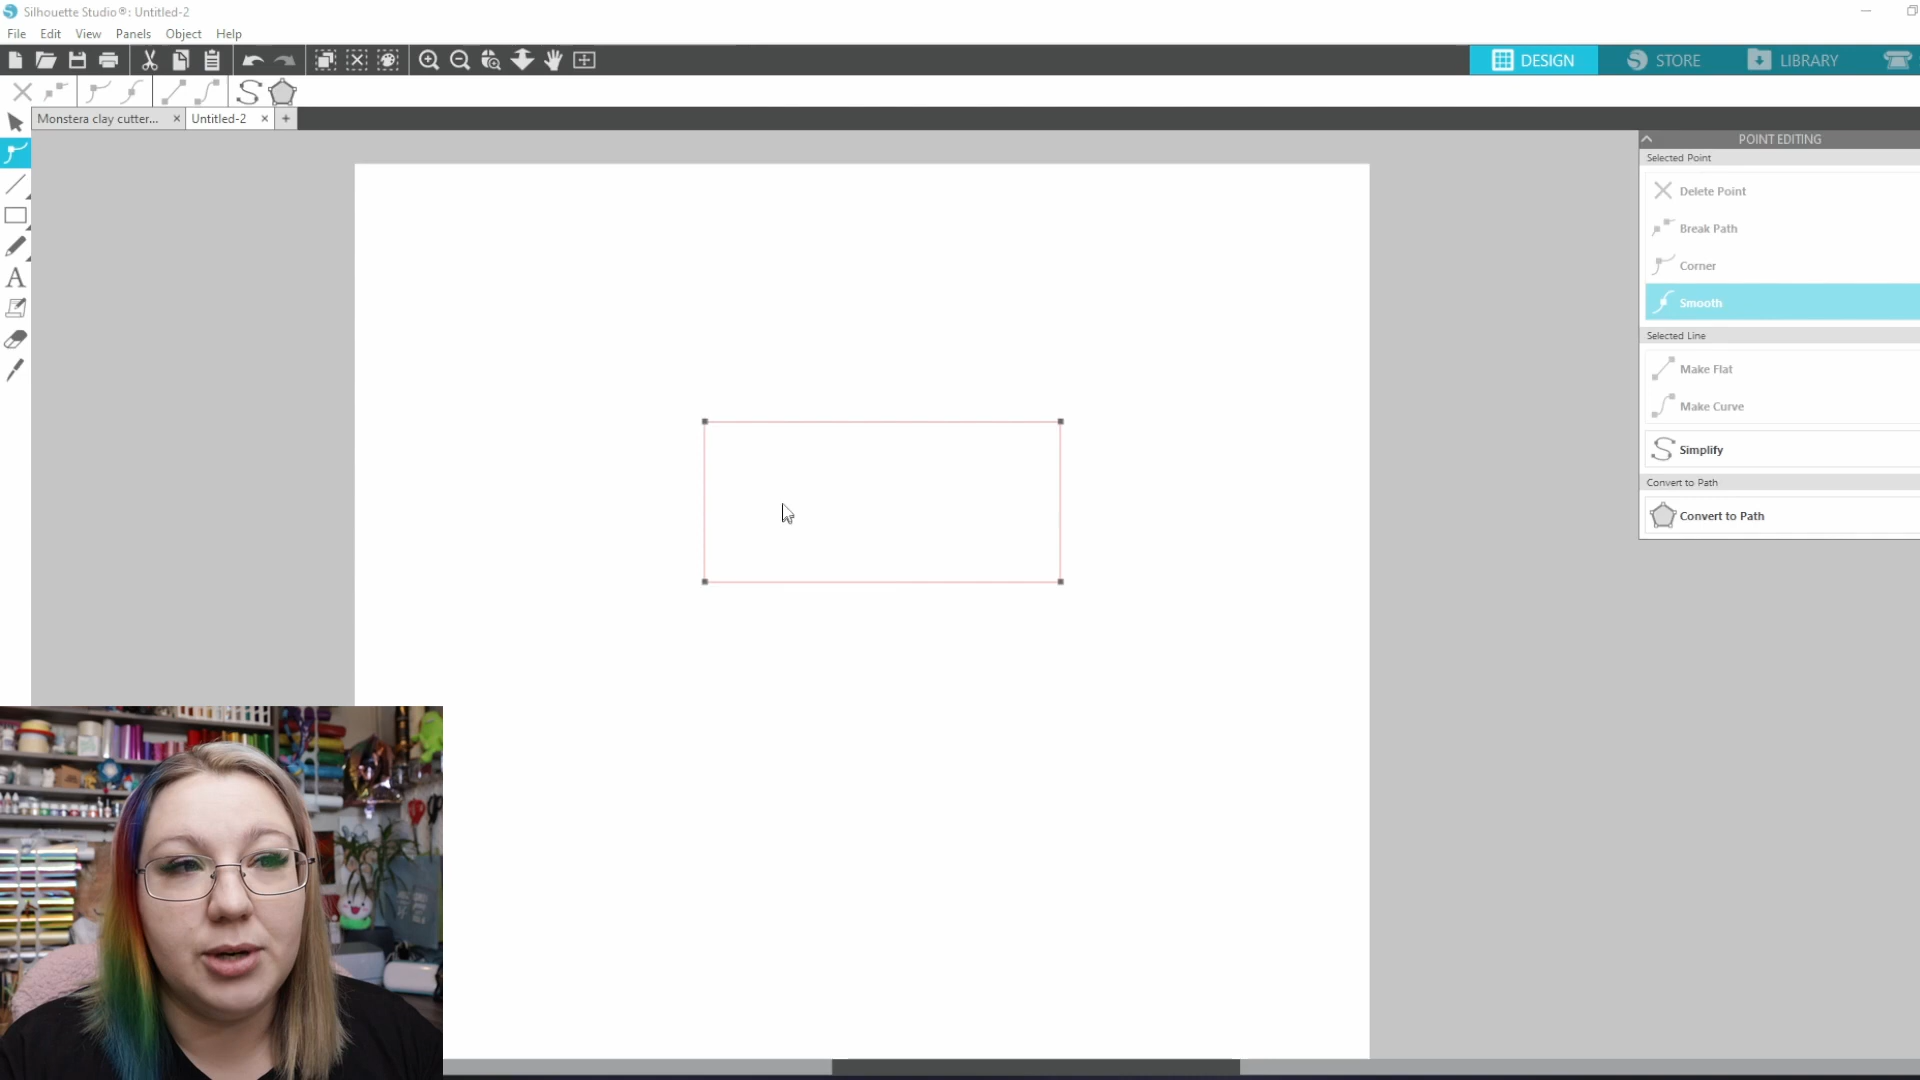 Silhouette Studio®: Untitled-2
File Edit View Panels Object Help
DESIGN STORE LIBRARY
Monstera clay cutter... × Untitled-2 × +
POINT EDITING
Selected Point
Delete Point
Break Path
Corner
Smooth
Selected Line
Make Flat
Make Curve
Simplify
Convert to Path
Convert to Path